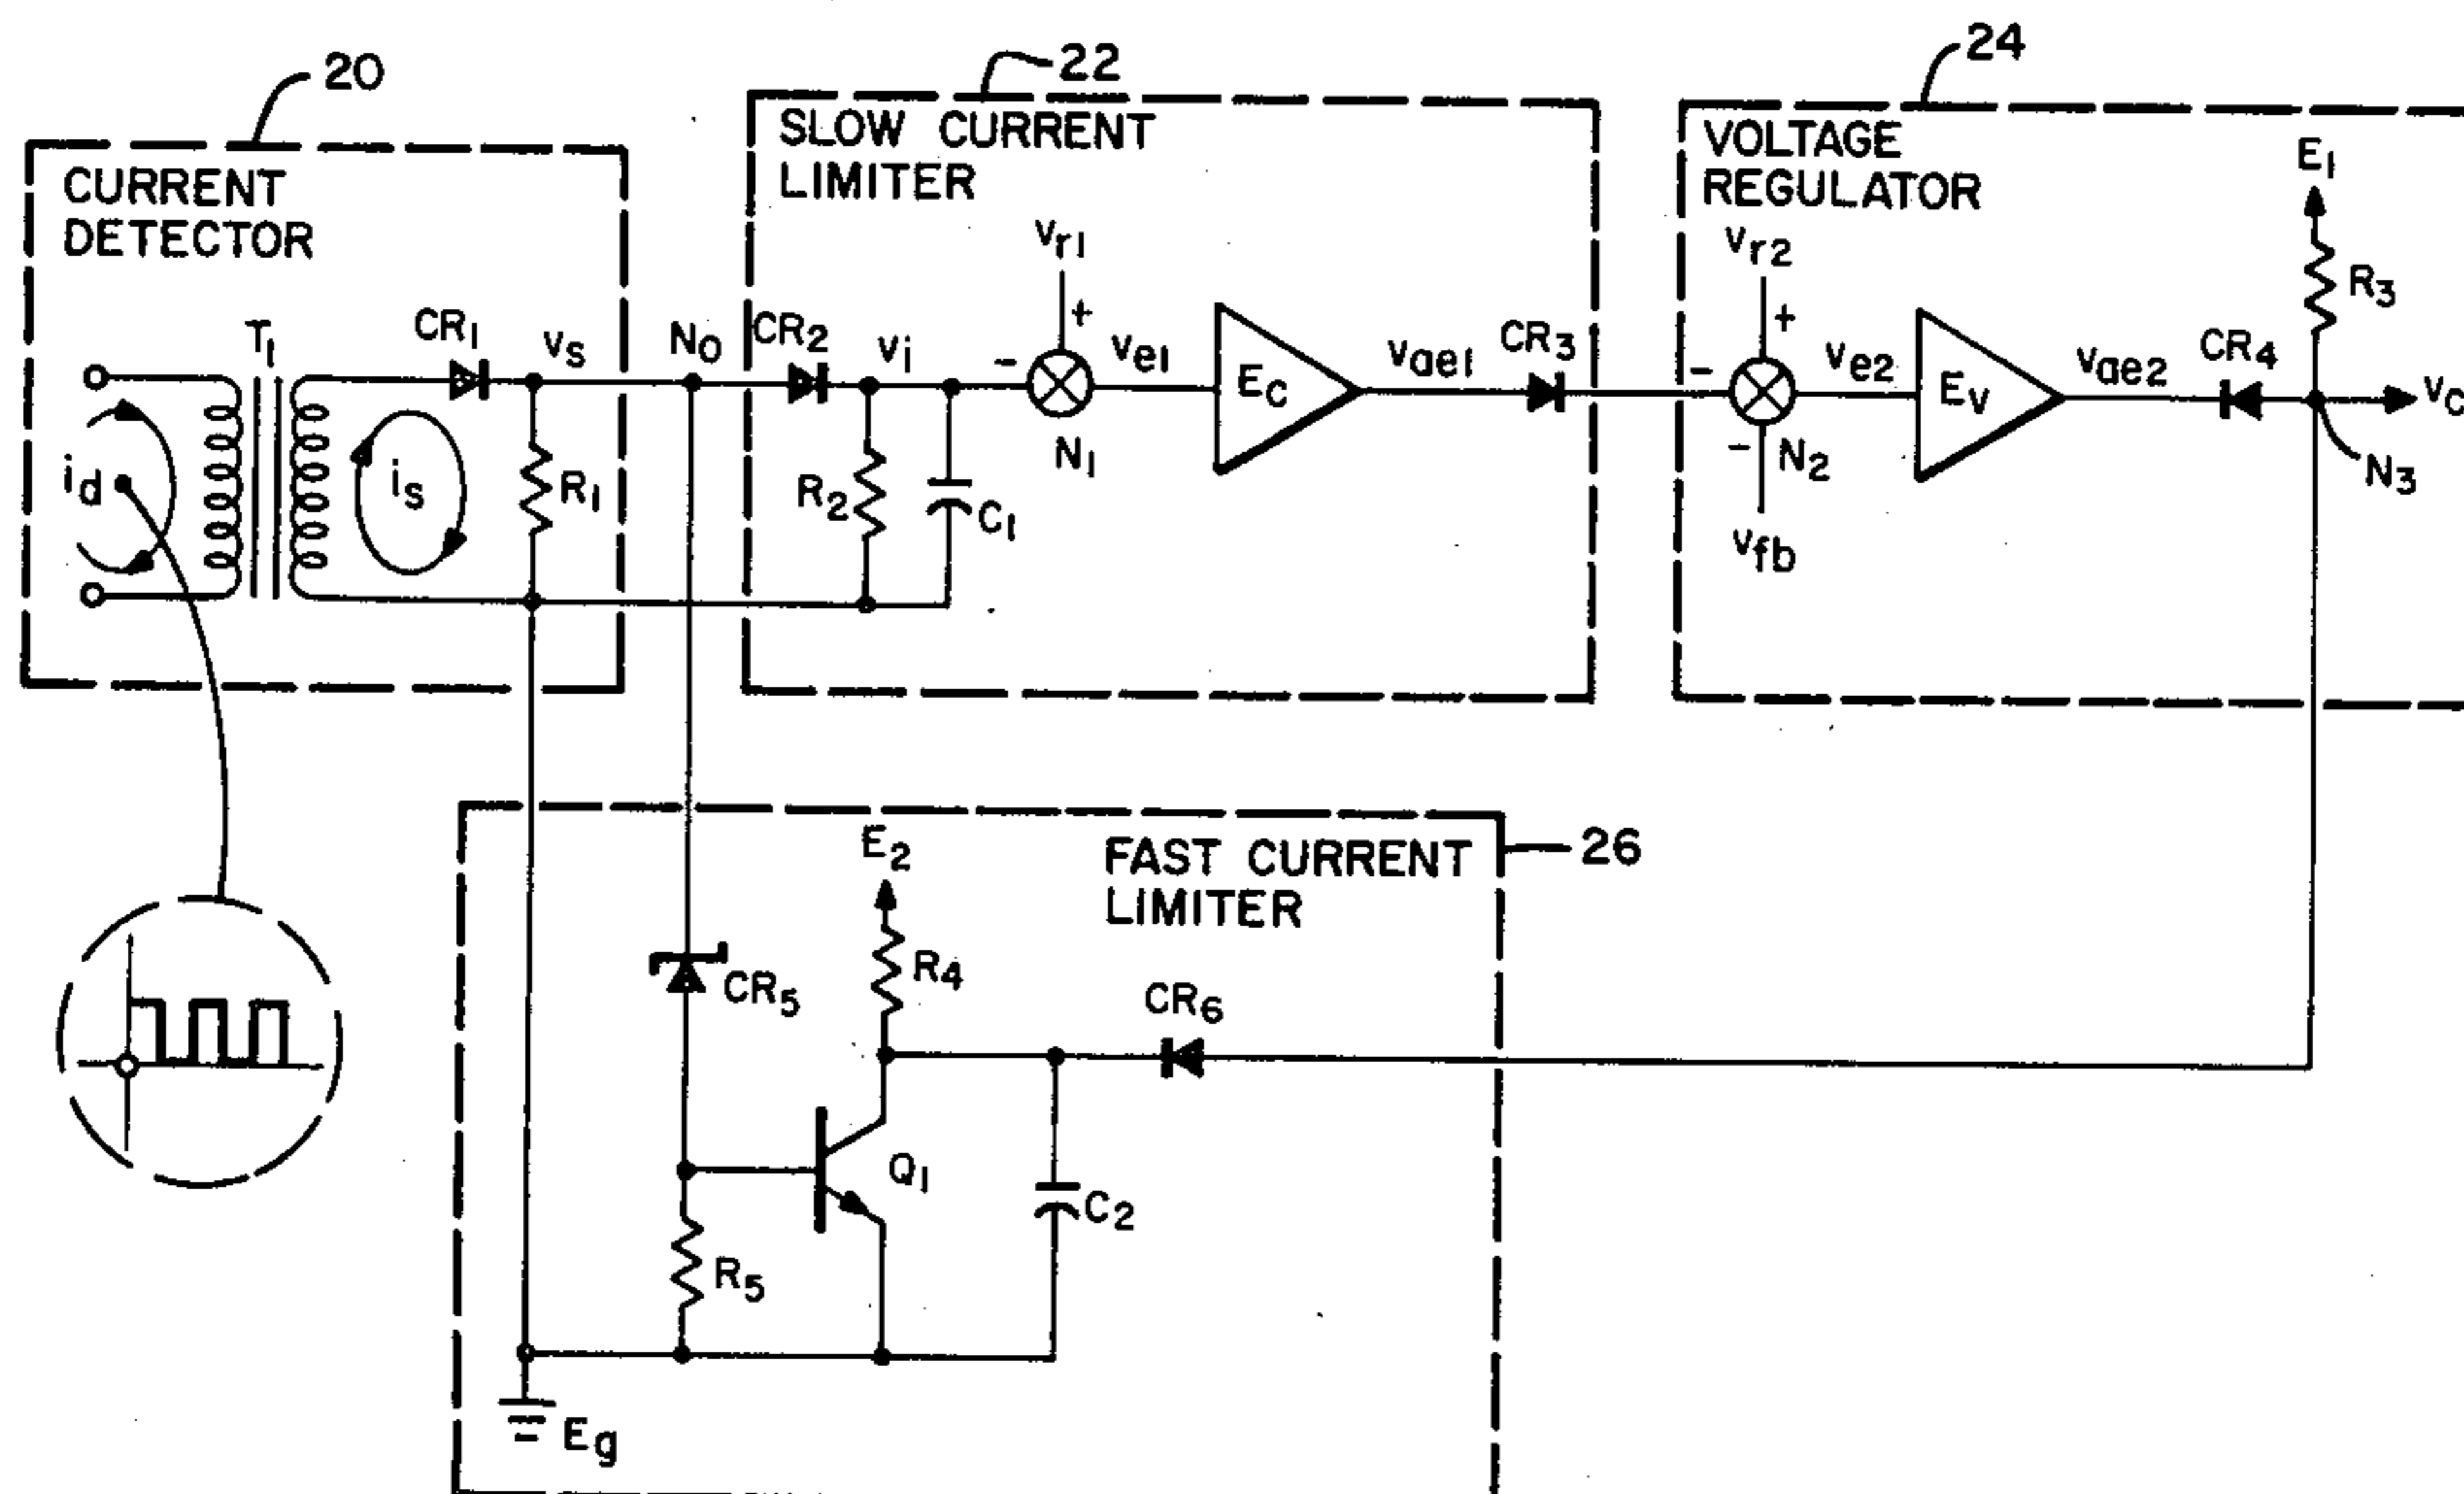 20
CURRENT
DETECTOR
T1
CR1
vs
id
is
R1
N0
22
SLOW CURRENT
LIMITER
CR2
vi
R2
C1
vr1
+
-
ve1
N1
EC
vae1
CR3
24
VOLTAGE
REGULATOR
vr2
+
-
-
ve2
N2
vfb
EV
vae2
CR4
E1
R3
vc
N3
26
FAST CURRENT
LIMITER
E2
R4
CR5
CR6
Q1
C2
R5
Eg